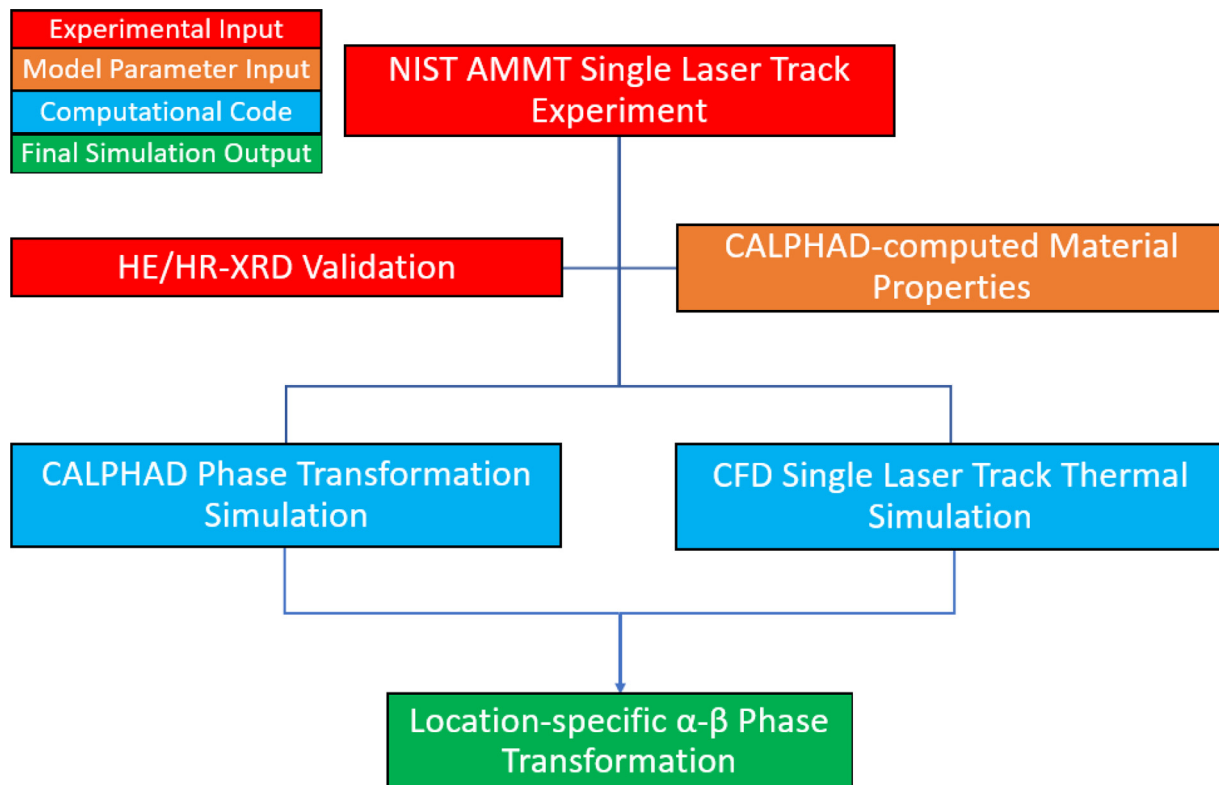 Experimental Input
Model Parameter Input
Computational Code
Final Simulation Output
NIST AMMT Single Laser Track
Experiment
HE/HR-XRD Validation
CALPHAD-computed Material
Properties
CALPHAD Phase Transformation
Simulation
CFD Single Laser Track Thermal
Simulation
Location-specific α-β Phase
Transformation